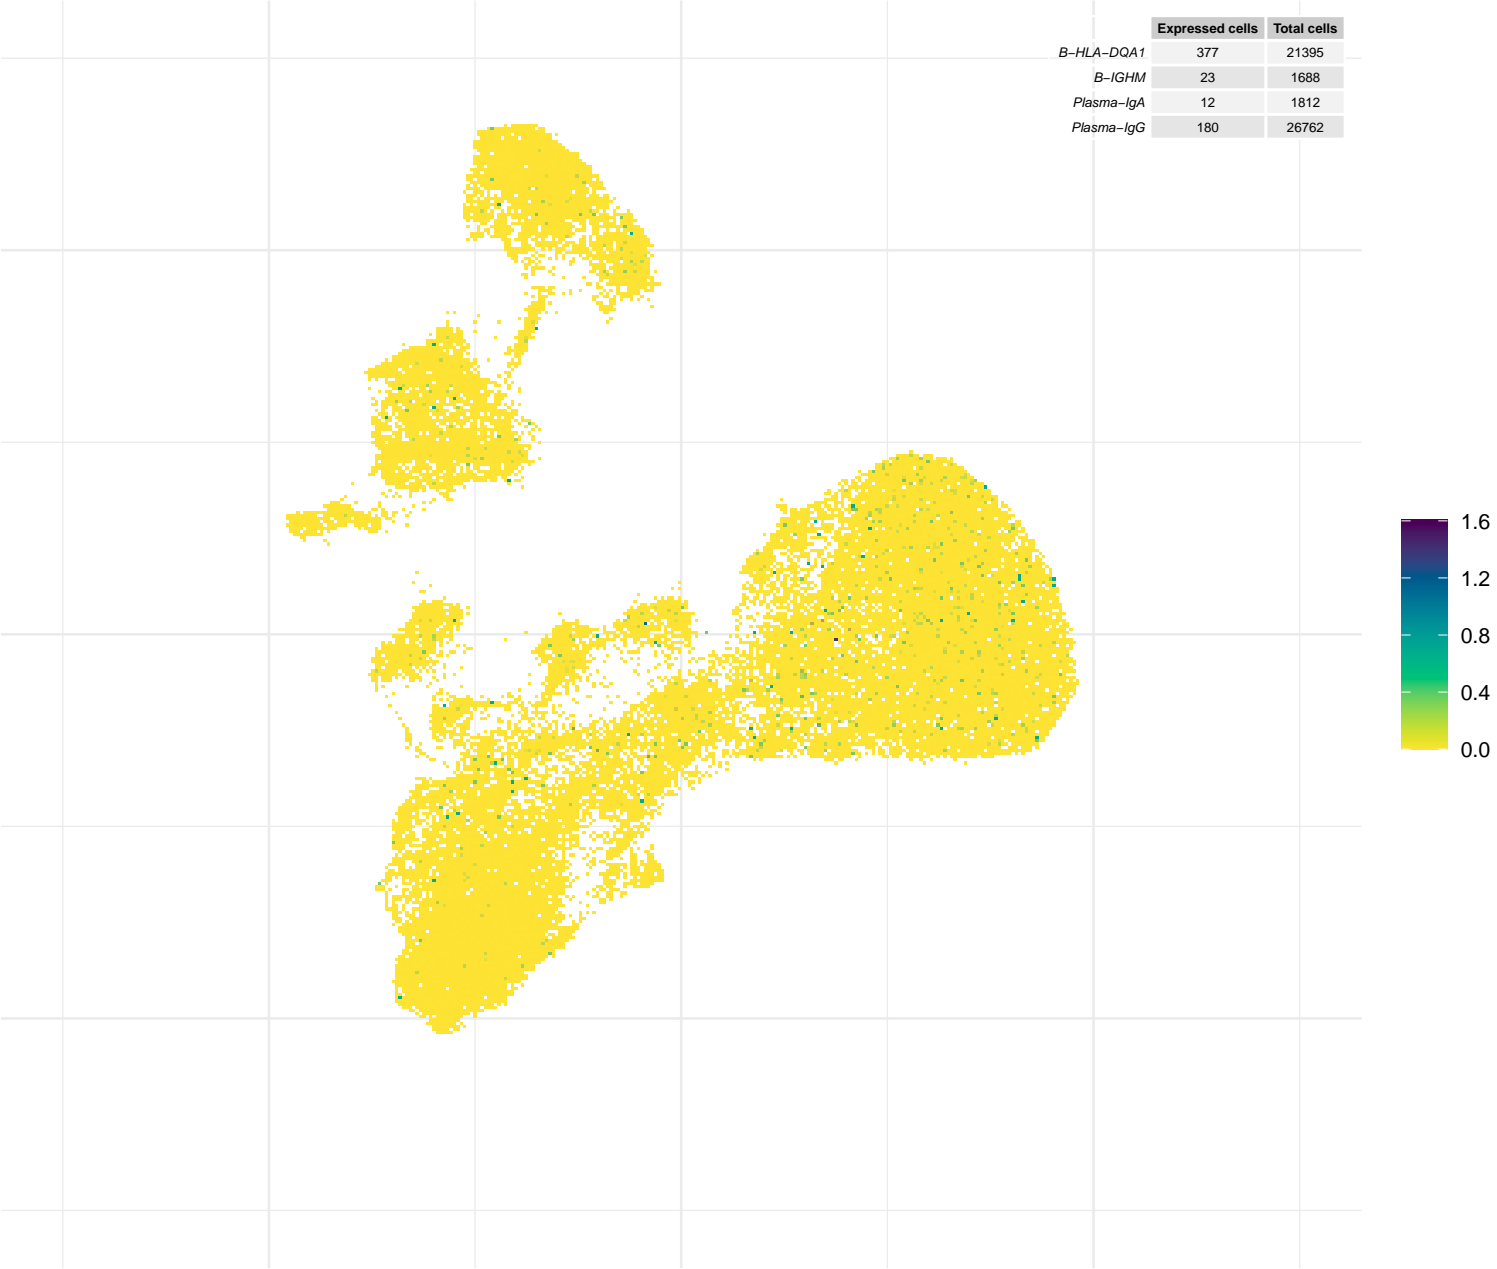 Expressed cells Total cells
B−HLA−DQA1 377 21395
B−IGHM 23 1688
Plasma−IgA 12 1812
Plasma−IgG 180 26762
1.6
1.2
0.8
0.4
0.0